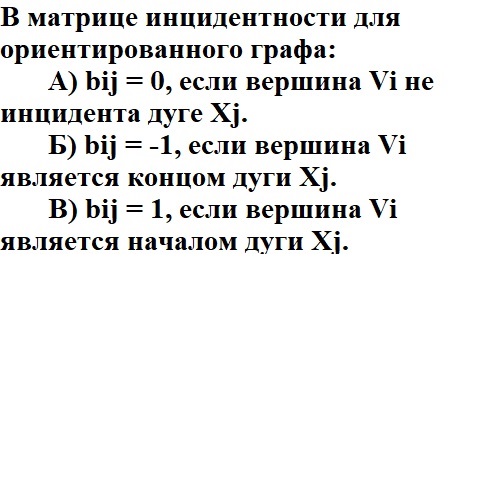 В матрице инцидентности для
ориентированного графа:
А) bij = 0, если вершина Vi не
инцидента дуге Xj.
Б) bij = -1, если вершина Vi
является концом дуги Xj.
В) bij = 1, если вершина Vi
является началом дуги Xj.